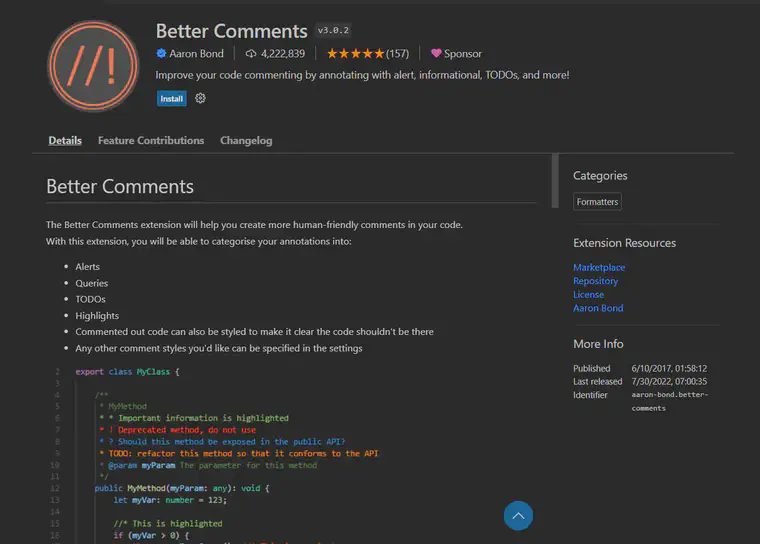 //!
Better Comments v3.0.2
Aaron Bond 4,222,839 ★★★★★(157) Sponsor
Improve your code commenting by annotating with alert, informational, TODOs, and more!
Install
Details Feature Contributions Changelog
Better Comments
The Better Comments extension will help you create more human-friendly comments in your code.
With this extension, you will be able to categorise your annotations into:
• Alerts
• Queries
• TODOs
• Highlights
• Commented out code can also be styled to make it clear the code shouldn't be there
• Any other comment styles you'd like can be specified in the settings
2 export class MyClass {
3
4 /**
5 * MyMethod
6 * * Important information is highlighted
7 * ! Deprecated method, do not use
8 * ? Should this method be exposed in the public API?
9 * TODO: refactor this method so that it conforms to the API
10 * @param myParam The parameter for this method
11 */
12 public MyMethod(myParam: any): void {
13 let myVar: number = 123;
14
15 //* This is highlighted
16 if (myVar > 0) {
Categories
Formatters
Extension Resources
Marketplace
Repository
License
Aaron Bond
More Info
Published 6/10/2017, 01:58:12
Last released 7/30/2022, 07:00:35
Identifier aaron-bond.better-
comments